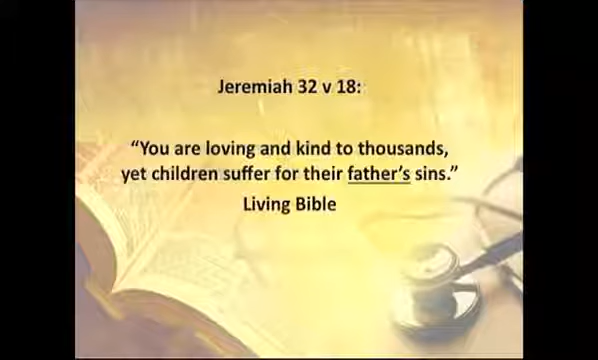 Jeremiah 32 v 18:
“You are loving and kind to thousands,
yet children suffer for their father’s sins.”
Living Bible